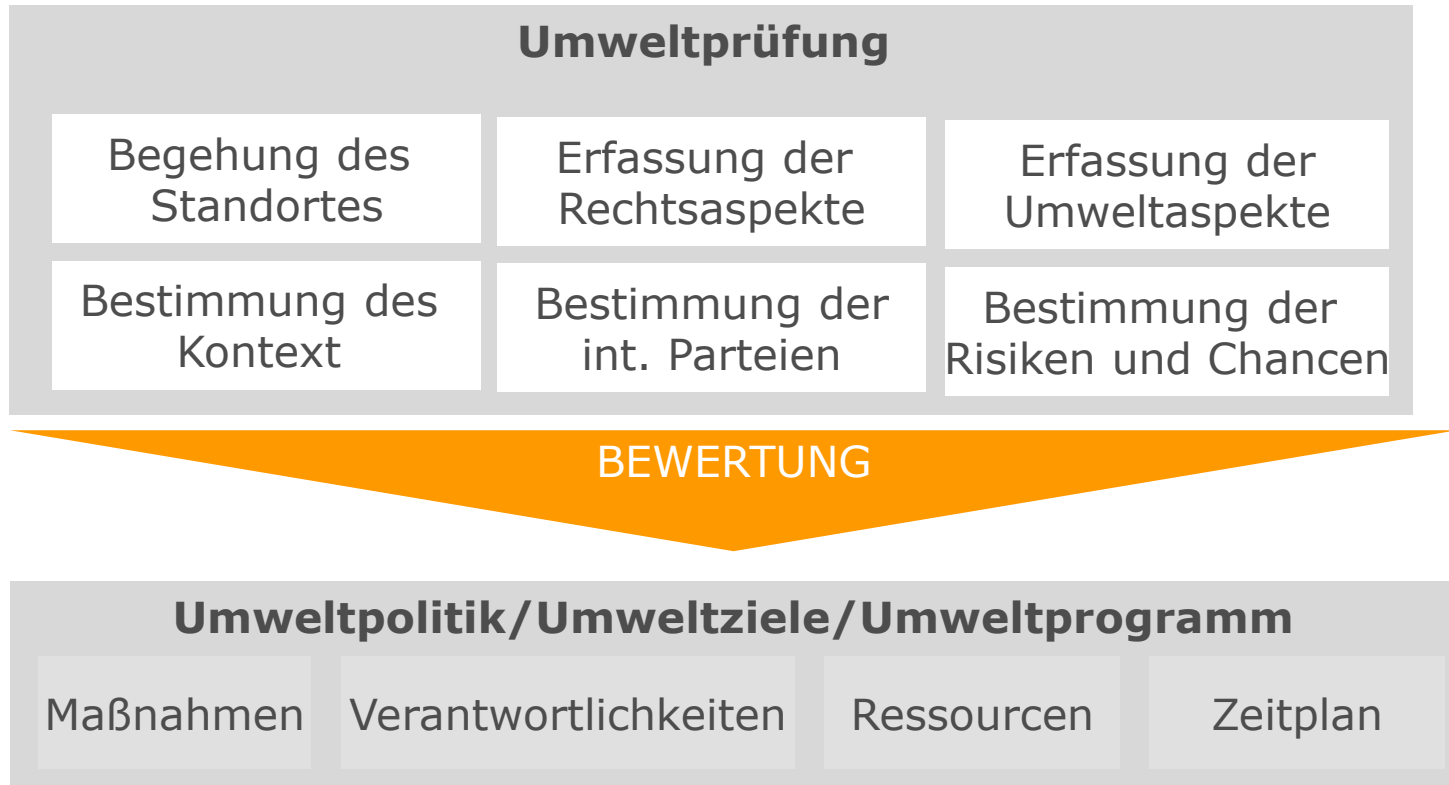 Umweltprüfung
Begehung des
Standortes
Erfassung der
Rechtsaspekte
Erfassung der
Umweltaspekte
Bestimmung des
Kontext
Bestimmung der
int. Parteien
Bestimmung der
Risiken und Chancen
BEWERTUNG
Umweltpolitik/Umweltziele/Umweltprogramm
Maßnahmen
Verantwortlichkeiten
Ressourcen
Zeitplan